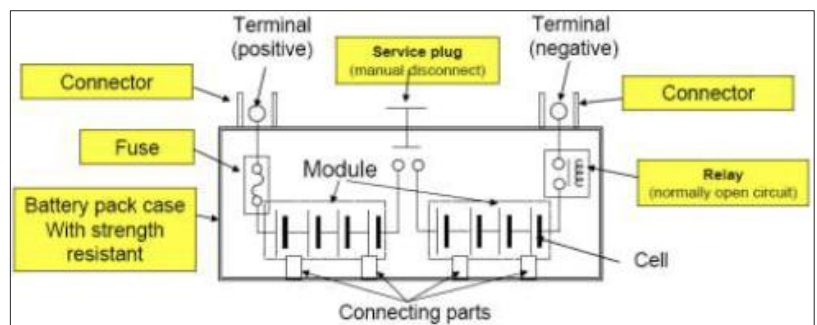 Terminal
(positive)
Service plug
(manual disconnect)
Terminal
(negative)
Connector
Connector
Fuse
Module
Relay
(normally open circuit)
Battery pack case
With strength
resistant
Cell
Connecting parts